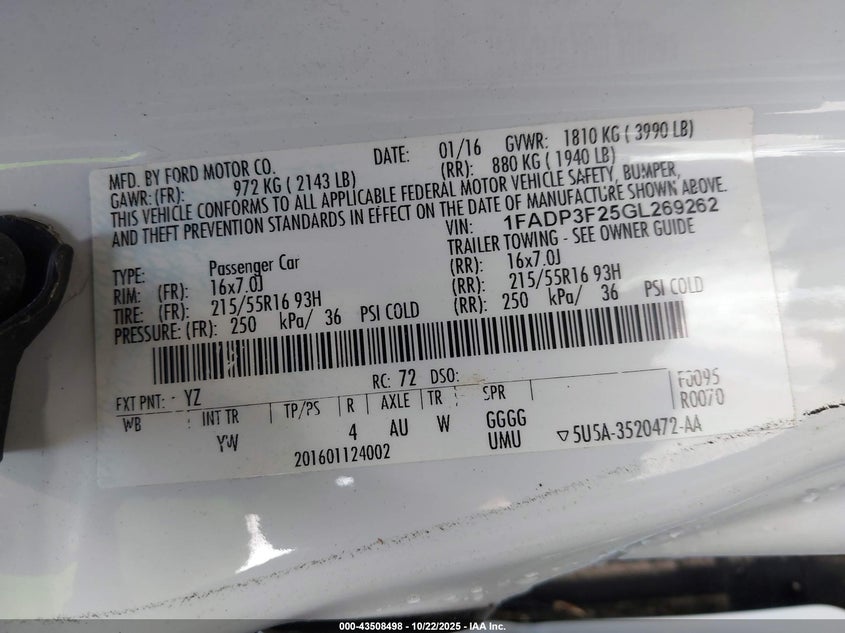 MFD. BY FORD MOTOR CO. DATE: 01/16 GVWR: 1810 KG ( 3990 LB)
GAWR: (FR): 972 KG ( 2143 LB) (RR): 880 KG ( 1940 LB)
THIS VEHICLE CONFORMS TO ALL APPLICABLE FEDERAL MOTOR VEHICLE SAFETY, BUMPER,
AND THEFT PREVENTION STANDARDS IN EFFECT ON THE DATE OF MANUFACTURE SHOWN ABOVE.
VIN: 1FADP3F25GL269262
TYPE: Passenger Car TRAILER TOWING - SEE OWNER GUIDE
RIM: (FR): 16x7.0J (RR): 16x7.0J
TIRE: (FR): 215/55R16 93H (RR): 215/55R16 93H
PRESSURE: (FR): 250 kPa/ 36 PSI COLD (RR): 250 kPa/ 36 PSI COLD
EXT PNT: YZ RC: 72 DSO: F0095
WB INT TR TP/PS R AXLE TR SPR R0070
YW 4 AU W GGGG
201601124002 UMU ▽5U5A-3520472-AA
000-43508498 - 10/22/2025 - IAA Inc.